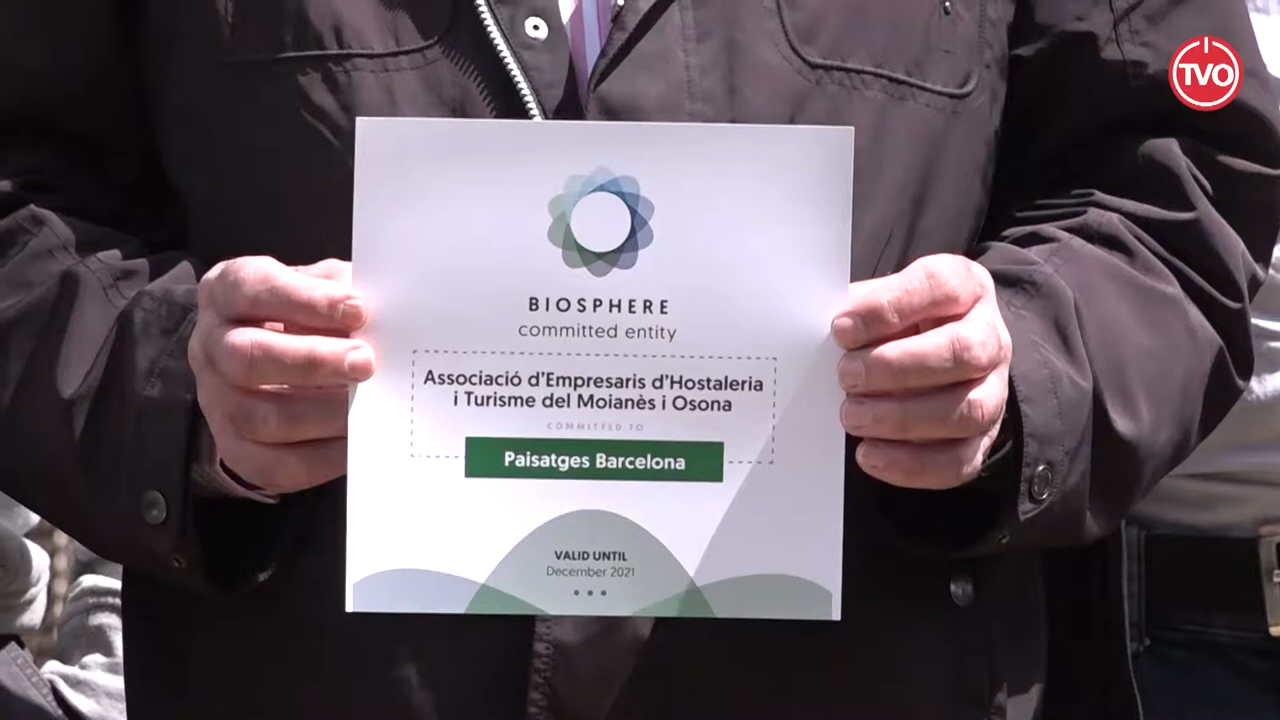 TVO
BIOSPHERE
committed entity
Associació d'Empresaris d'Hostaleria
i Turisme del Moianès i Osona
COMMITTED TO
Paisatges Barcelona
VALID UNTIL
December 2021